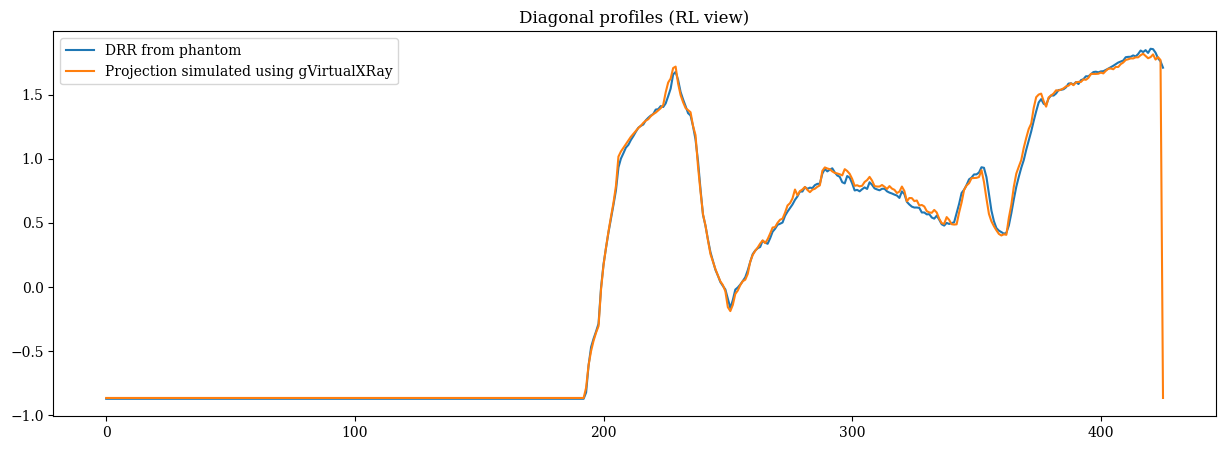 Diagonal profiles (RL view)
DRR from phantom
Projection simulated using gVirtualXRay
1.5
1.0
0.5
0.0
−0.5
−1.0
0 100 200 300 400